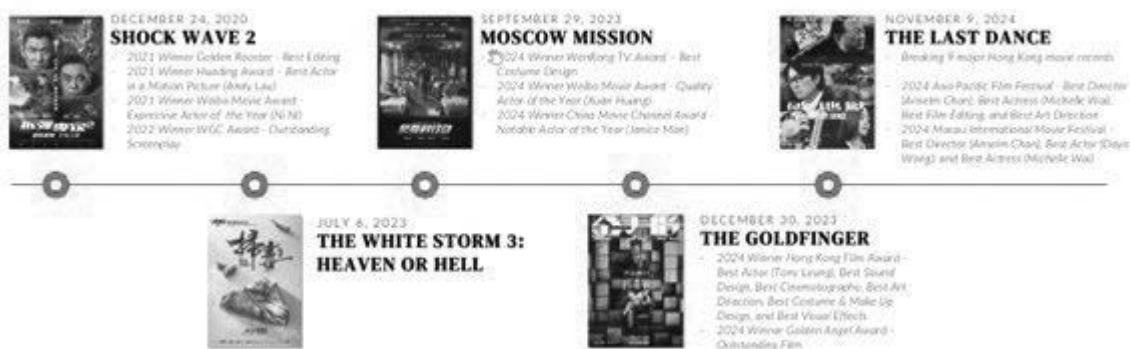 DECEMBER 24, 2020
SHOCK WAVE 2
- 2021 Winner Golden Rooster - Best Editing
- 2021 Winner Huading Award - Best Actor
in a Motion Picture (Andy Lau)
- 2021 Winner Weibo Movie Award -
Expressive Actor of the Year (Ni Ni)
- 2022 Winner WGC Award - Outstanding
Screenplay
JULY 6, 2023
THE WHITE STORM 3:
HEAVEN OR HELL
SEPTEMBER 29, 2023
MOSCOW MISSION
2024 Winner WenRong TV Award - Best
Costume Design
- 2024 Winner Weibo Movie Award - Quality
Actor of the Year (Xuan Huang)
- 2024 Winner China Movie Channel Award -
Notable Actor of the Year (Janice Man)
DECEMBER 30, 2023
THE GOLDFINGER
- 2024 Winner Hong Kong Film Award -
Best Actor (Tony Leung), Best Sound
Design, Best Cinematography, Best Art
Direction, Best Costume & Make Up
Design, and Best Visual Effects
- 2024 Winner Golden Angel Award -
Outstanding Film
NOVEMBER 9, 2024
THE LAST DANCE
- Breaking 9 major Hong Kong movie records
- 2024 Asia Pacific Film Festival - Best Director
(Anselm Chan), Best Actress (Michelle Wai),
Best Film Editing, and Best Art Direction
- 2024 Macau International Movie Festival -
Best Director (Anselm Chan), Best Actor (Dayo
Wong), and Best Actress (Michelle Wai)